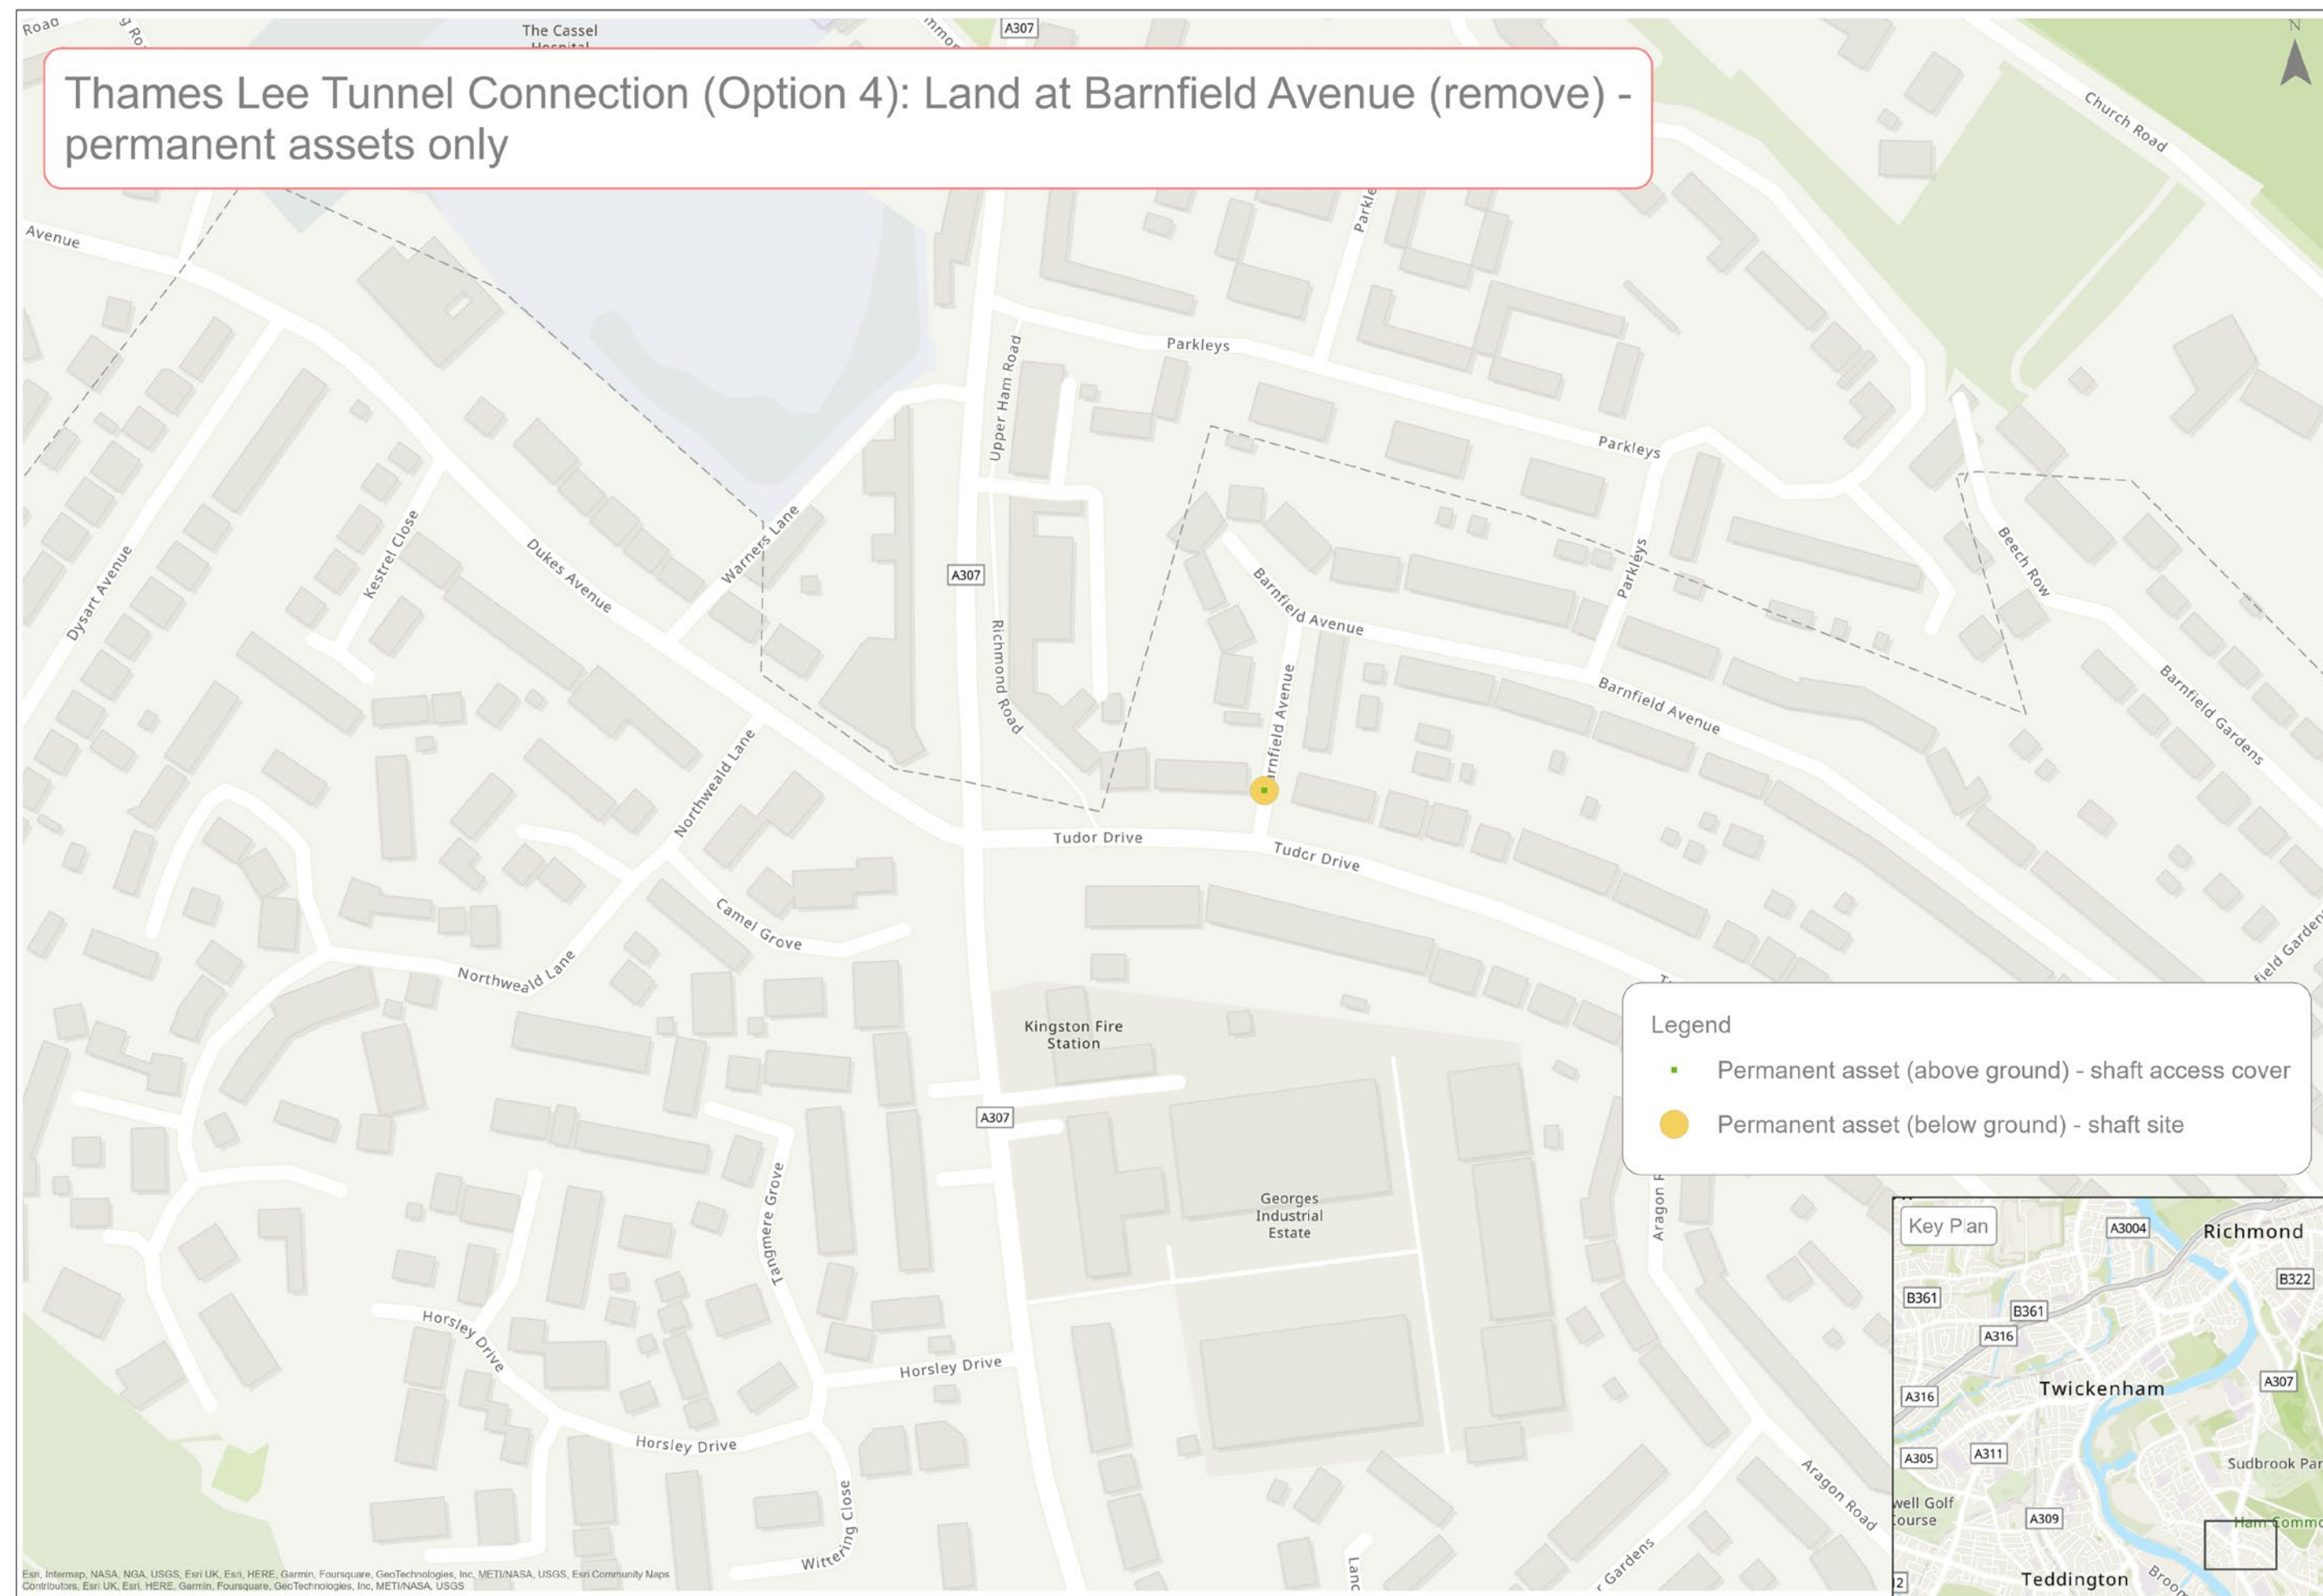 Road
The Cassel
Hospital
A307
N
Church Road
Thames Lee Tunnel Connection (Option 4): Land at Barnfield Avenue (remove) -
permanent assets only
Avenue
Parkleys
Upper Ham Road
Parkleys
Parkleys
Warners Lane
Kestrel Close
Dukes Avenue
Dysart Avenue
A307
Richmond Road
Barnfield Avenue
Barnfield Avenue
Barnfield Avenue
Beech Row
Barnfield Gardens
Northweald Lane
Tudor Drive
Tudor Drive
Camel Grove
Northweald Lane
Kingston Fire
Station
A307
Georges
Industrial
Estate
Tangmere Grove
Horsley Drive
Horsley Drive
Horsley Drive
Wittering Close
Aragon Road
Gardens
Legend
Permanent asset (above ground) - shaft access cover
Permanent asset (below ground) - shaft site
Key Plan
A3004
Richmond
B361
B322
B361
A316
A307
A316
Twickenham
A305
A311
A309
Teddington
Esri, Intermap, NASA, NGA, USGS, Esri UK, Esri, HERE, Garmin, Foursquare, GeoTechnologies, Inc, METI/NASA, USGS, Esri Community Maps
Contributors, Esri UK, Esri, HERE, Garmin, Foursquare, GeoTechnologies, Inc, METI/NASA, USGS